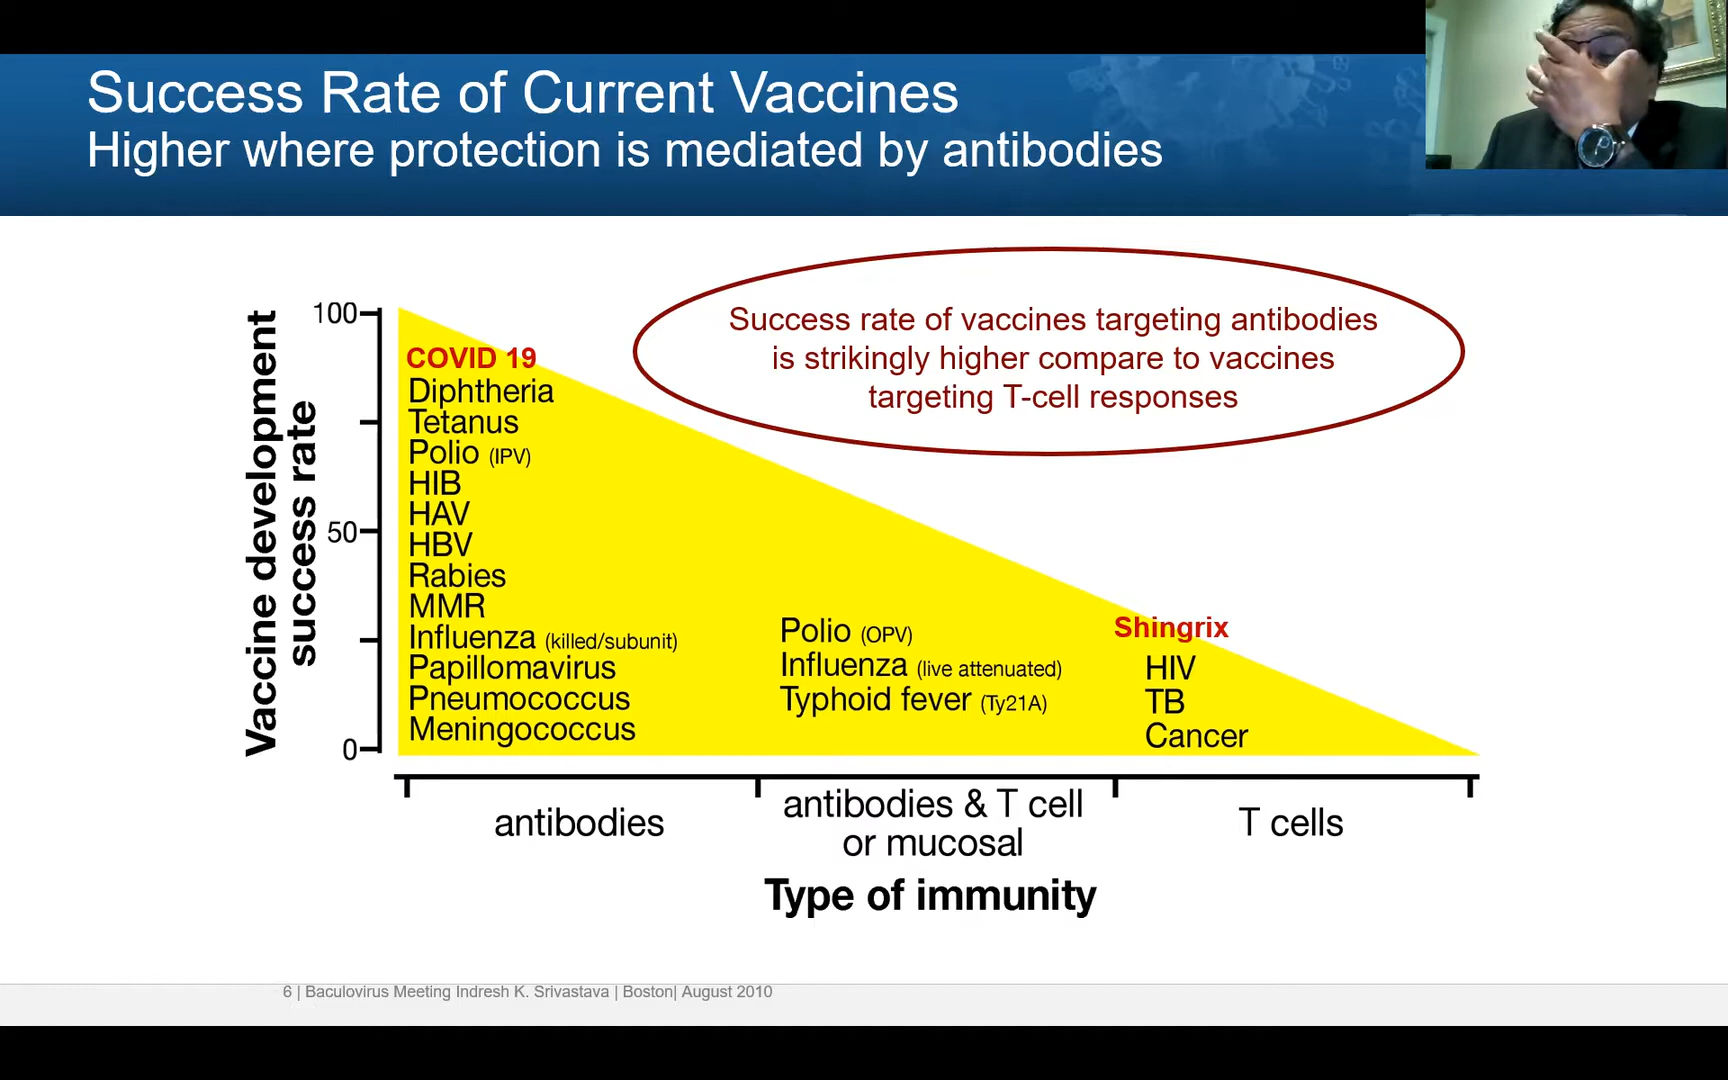 Success Rate of Current Vaccines
Higher where protection is mediated by antibodies
Success rate of vaccines targeting antibodies
is strikingly higher compare to vaccines
targeting T-cell responses
Vaccine development
success rate
100
50
0
COVID 19
Diphtheria
Tetanus
Polio (IPV)
HIB
HAV
HBV
Rabies
MMR
Influenza (killed/subunit)
Papillomavirus
Pneumococcus
Meningococcus
Polio (OPV)
Influenza (live attenuated)
Typhoid fever (Ty21A)
Shingrix
HIV
TB
Cancer
antibodies
antibodies & T cell
or mucosal
T cells
Type of immunity
6 | Baculovirus Meeting Indresh K. Srivastava | Boston| August 2010